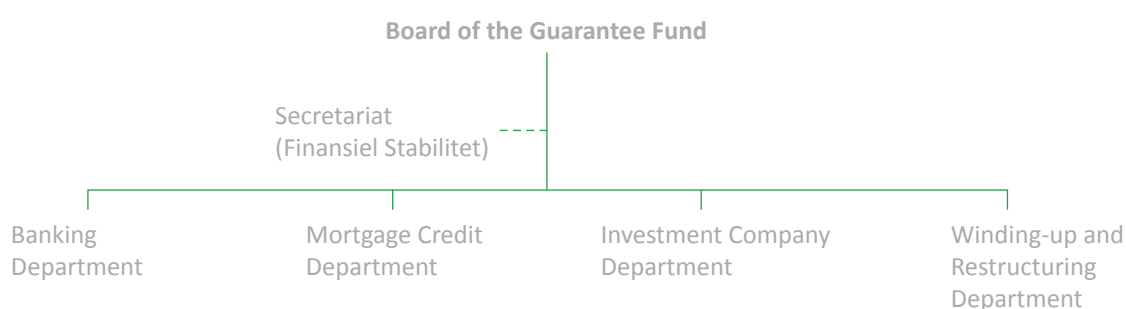 Board of the Guarantee Fund
Secretariat
(Finansiel Stabilitet)
Banking
Department
Mortgage Credit
Department
Investment Company
Department
Winding-up and
Restructuring
Department